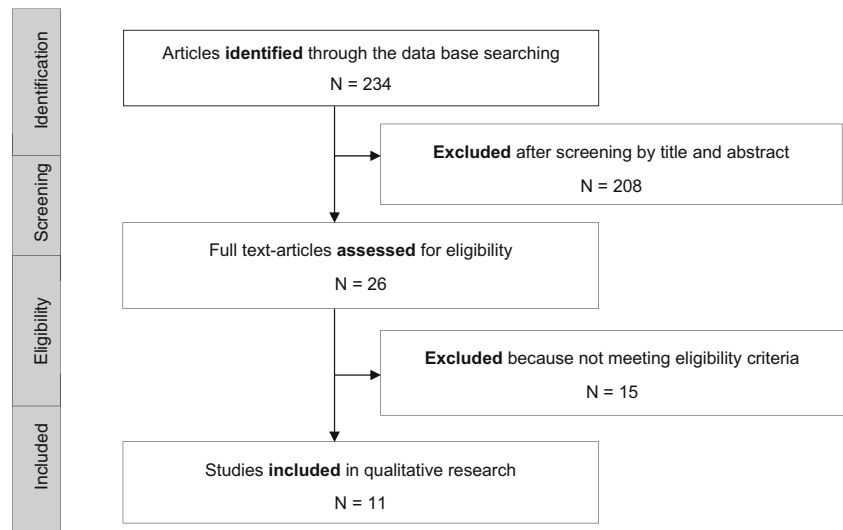 Identification
Articles identified through the data base searching
N = 234
Excluded after screening by title and abstract
N = 208
Screening
Full text-articles assessed for eligibility
N = 26
Eligibility
Excluded because not meeting eligibility criteria
N = 15
Included
Studies included in qualitative research
N = 11